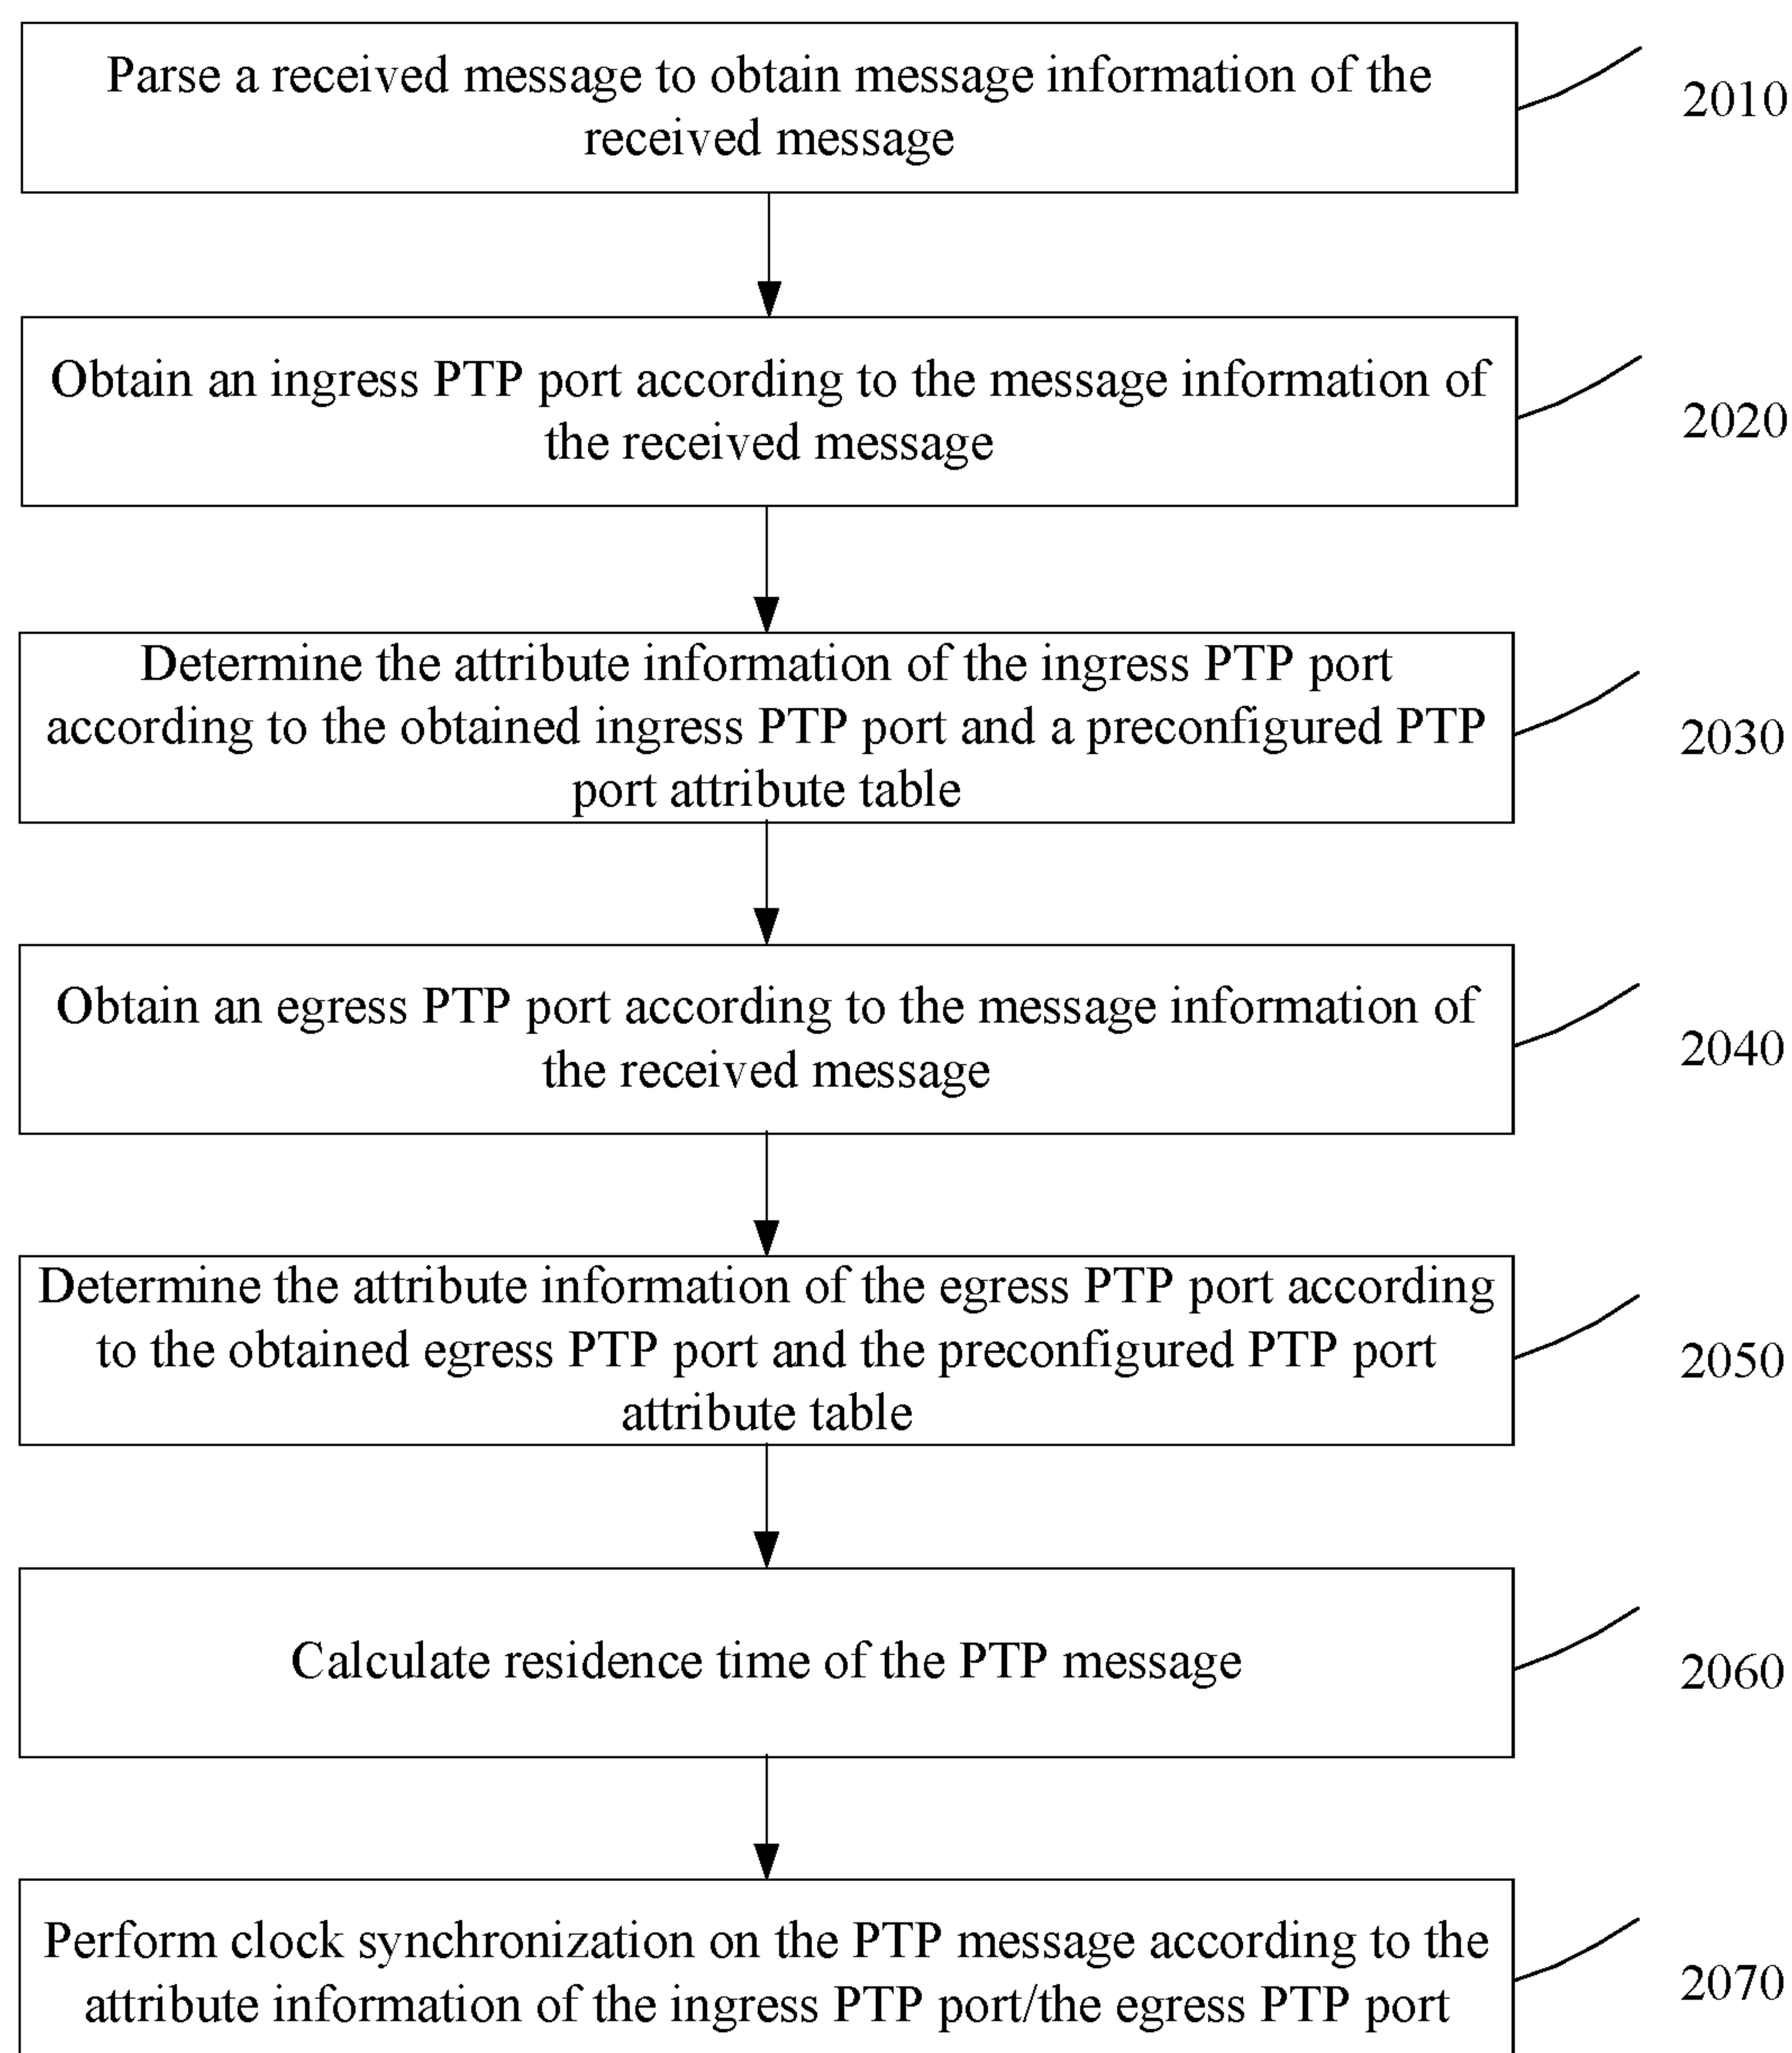 Parse a received message to obtain message information of the
received message
2010
Obtain an ingress PTP port according to the message information of
the received message
2020
Determine the attribute information of the ingress PTP port
according to the obtained ingress PTP port and a preconfigured PTP
port attribute table
2030
Obtain an egress PTP port according to the message information of
the received message
2040
Determine the attribute information of the egress PTP port according
to the obtained egress PTP port and the preconfigured PTP port
attribute table
2050
Calculate residence time of the PTP message
2060
Perform clock synchronization on the PTP message according to the
attribute information of the ingress PTP port/the egress PTP port
2070